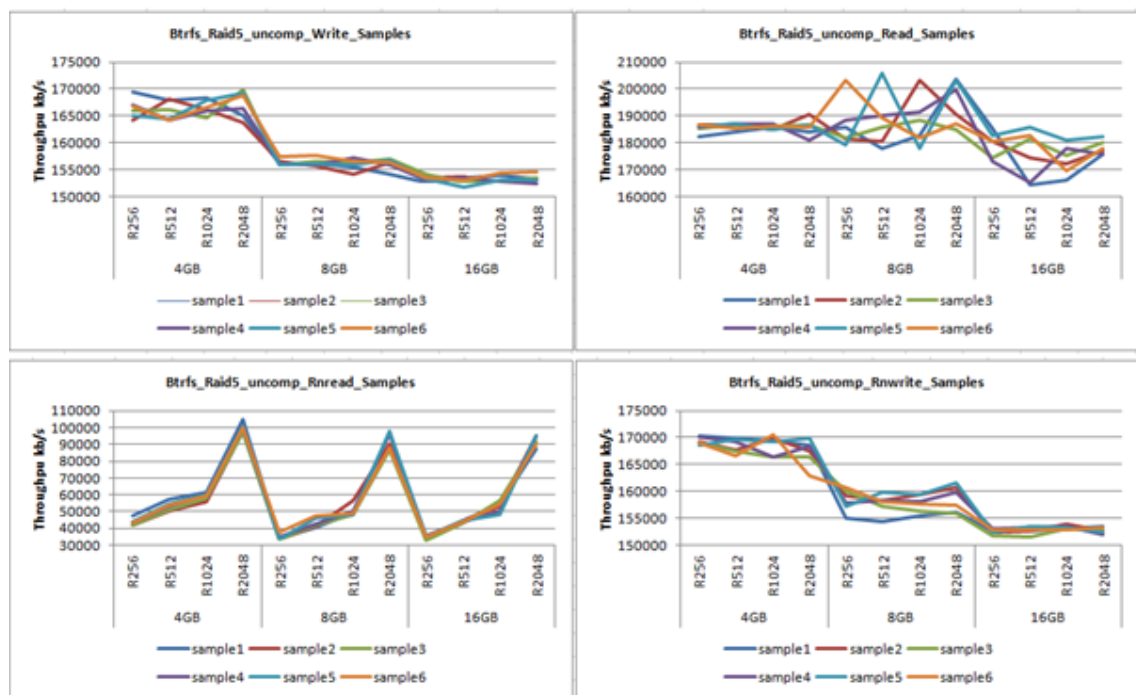 Btrfs_Raid5_uncomp_Write_Samples
Throughpu kb/s
175000
170000
165000
160000
155000
150000
R256 R512 R1024 R2048 R256 R512 R1024 R2048 R256 R512 R1024 R2048
4GB 8GB 16GB
sample1 sample2 sample3
sample4 sample5 sample6
Btrfs_Raid5_uncomp_Read_Samples
Throughpu kb/s
210000
200000
190000
180000
170000
160000
R256 R512 R1024 R2048 R256 R512 R1024 R2048 R256 R512 R1024 R2048
4GB 8GB 16GB
sample1 sample2 sample3
sample4 sample5 sample6
Btrfs_Raid5_uncomp_Rnread_Samples
Throughpu kb/s
110000
100000
90000
80000
70000
60000
50000
40000
30000
R256 R512 R1024 R2048 R256 R512 R1024 R2048 R256 R512 R1024 R2048
4GB 8GB 16GB
sample1 sample2 sample3
sample4 sample5 sample6
Btrfs_Raid5_uncomp_Rnwrite_Samples
Throughpu kb/s
175000
170000
165000
160000
155000
150000
R256 R512 R1024 R2048 R256 R512 R1024 R2048 R256 R512 R1024 R2048
4GB 8GB 16GB
sample1 sample2 sample3
sample4 sample5 sample6